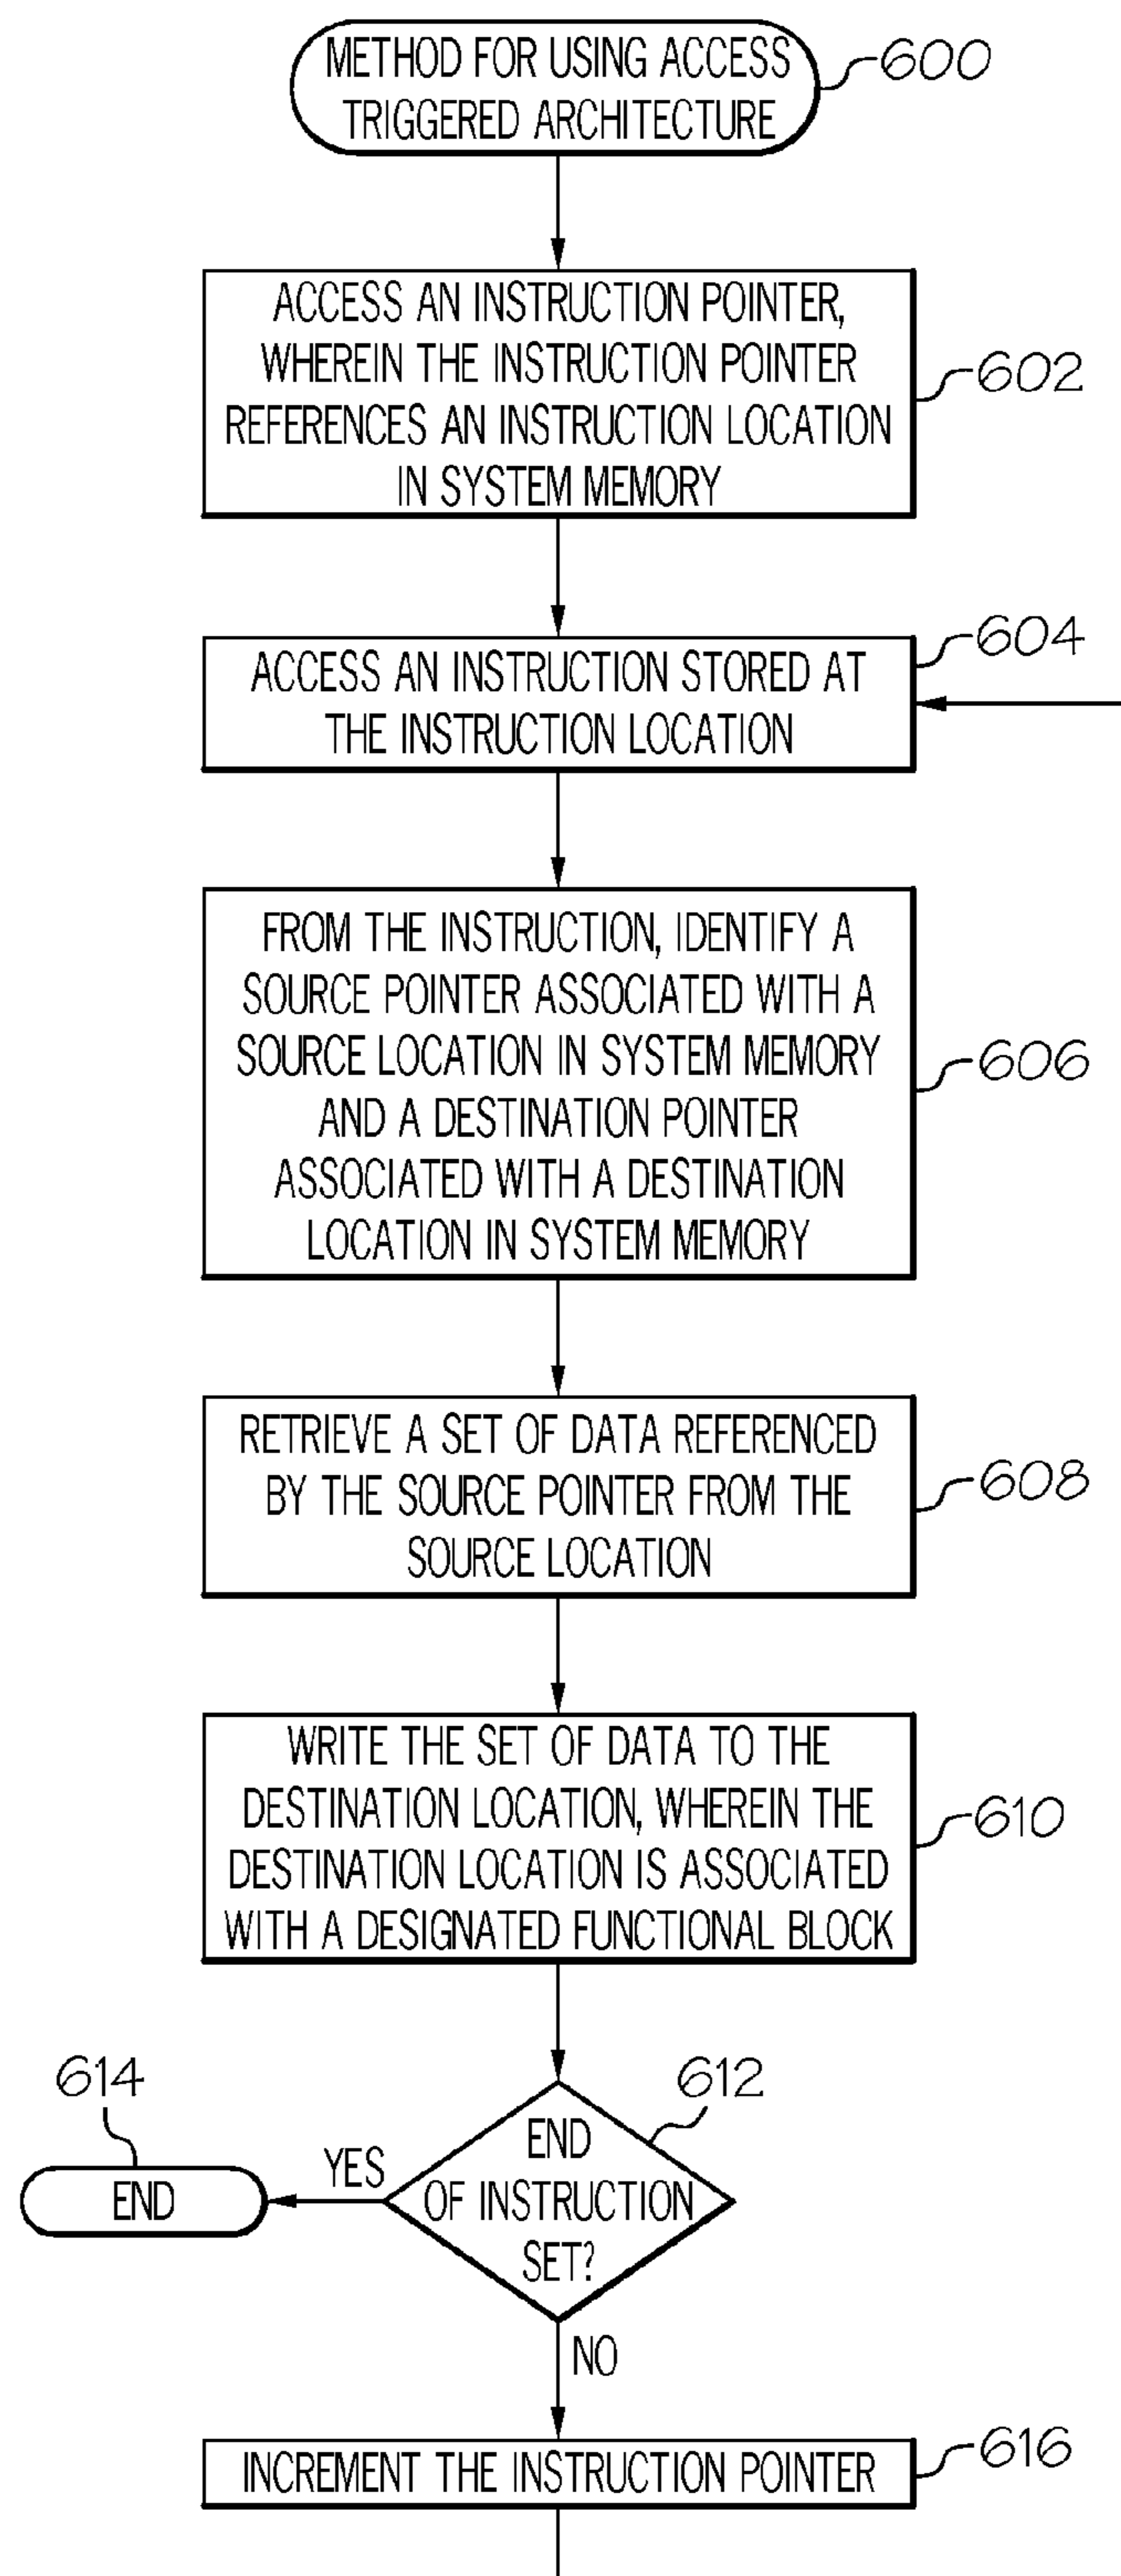 METHOD FOR USING ACCESS
TRIGGERED ARCHITECTURE
600
ACCESS AN INSTRUCTION POINTER,
WHEREIN THE INSTRUCTION POINTER
REFERENCES AN INSTRUCTION LOCATION
IN SYSTEM MEMORY
602
ACCESS AN INSTRUCTION STORED AT
THE INSTRUCTION LOCATION
604
FROM THE INSTRUCTION, IDENTIFY A
SOURCE POINTER ASSOCIATED WITH A
SOURCE LOCATION IN SYSTEM MEMORY
AND A DESTINATION POINTER
ASSOCIATED WITH A DESTINATION
LOCATION IN SYSTEM MEMORY
606
RETRIEVE A SET OF DATA REFERENCED
BY THE SOURCE POINTER FROM THE
SOURCE LOCATION
608
WRITE THE SET OF DATA TO THE
DESTINATION LOCATION, WHEREIN THE
DESTINATION LOCATION IS ASSOCIATED
WITH A DESIGNATED FUNCTIONAL BLOCK
610
614
END
YES
612
END
OF INSTRUCTION
SET?
NO
INCREMENT THE INSTRUCTION POINTER
616